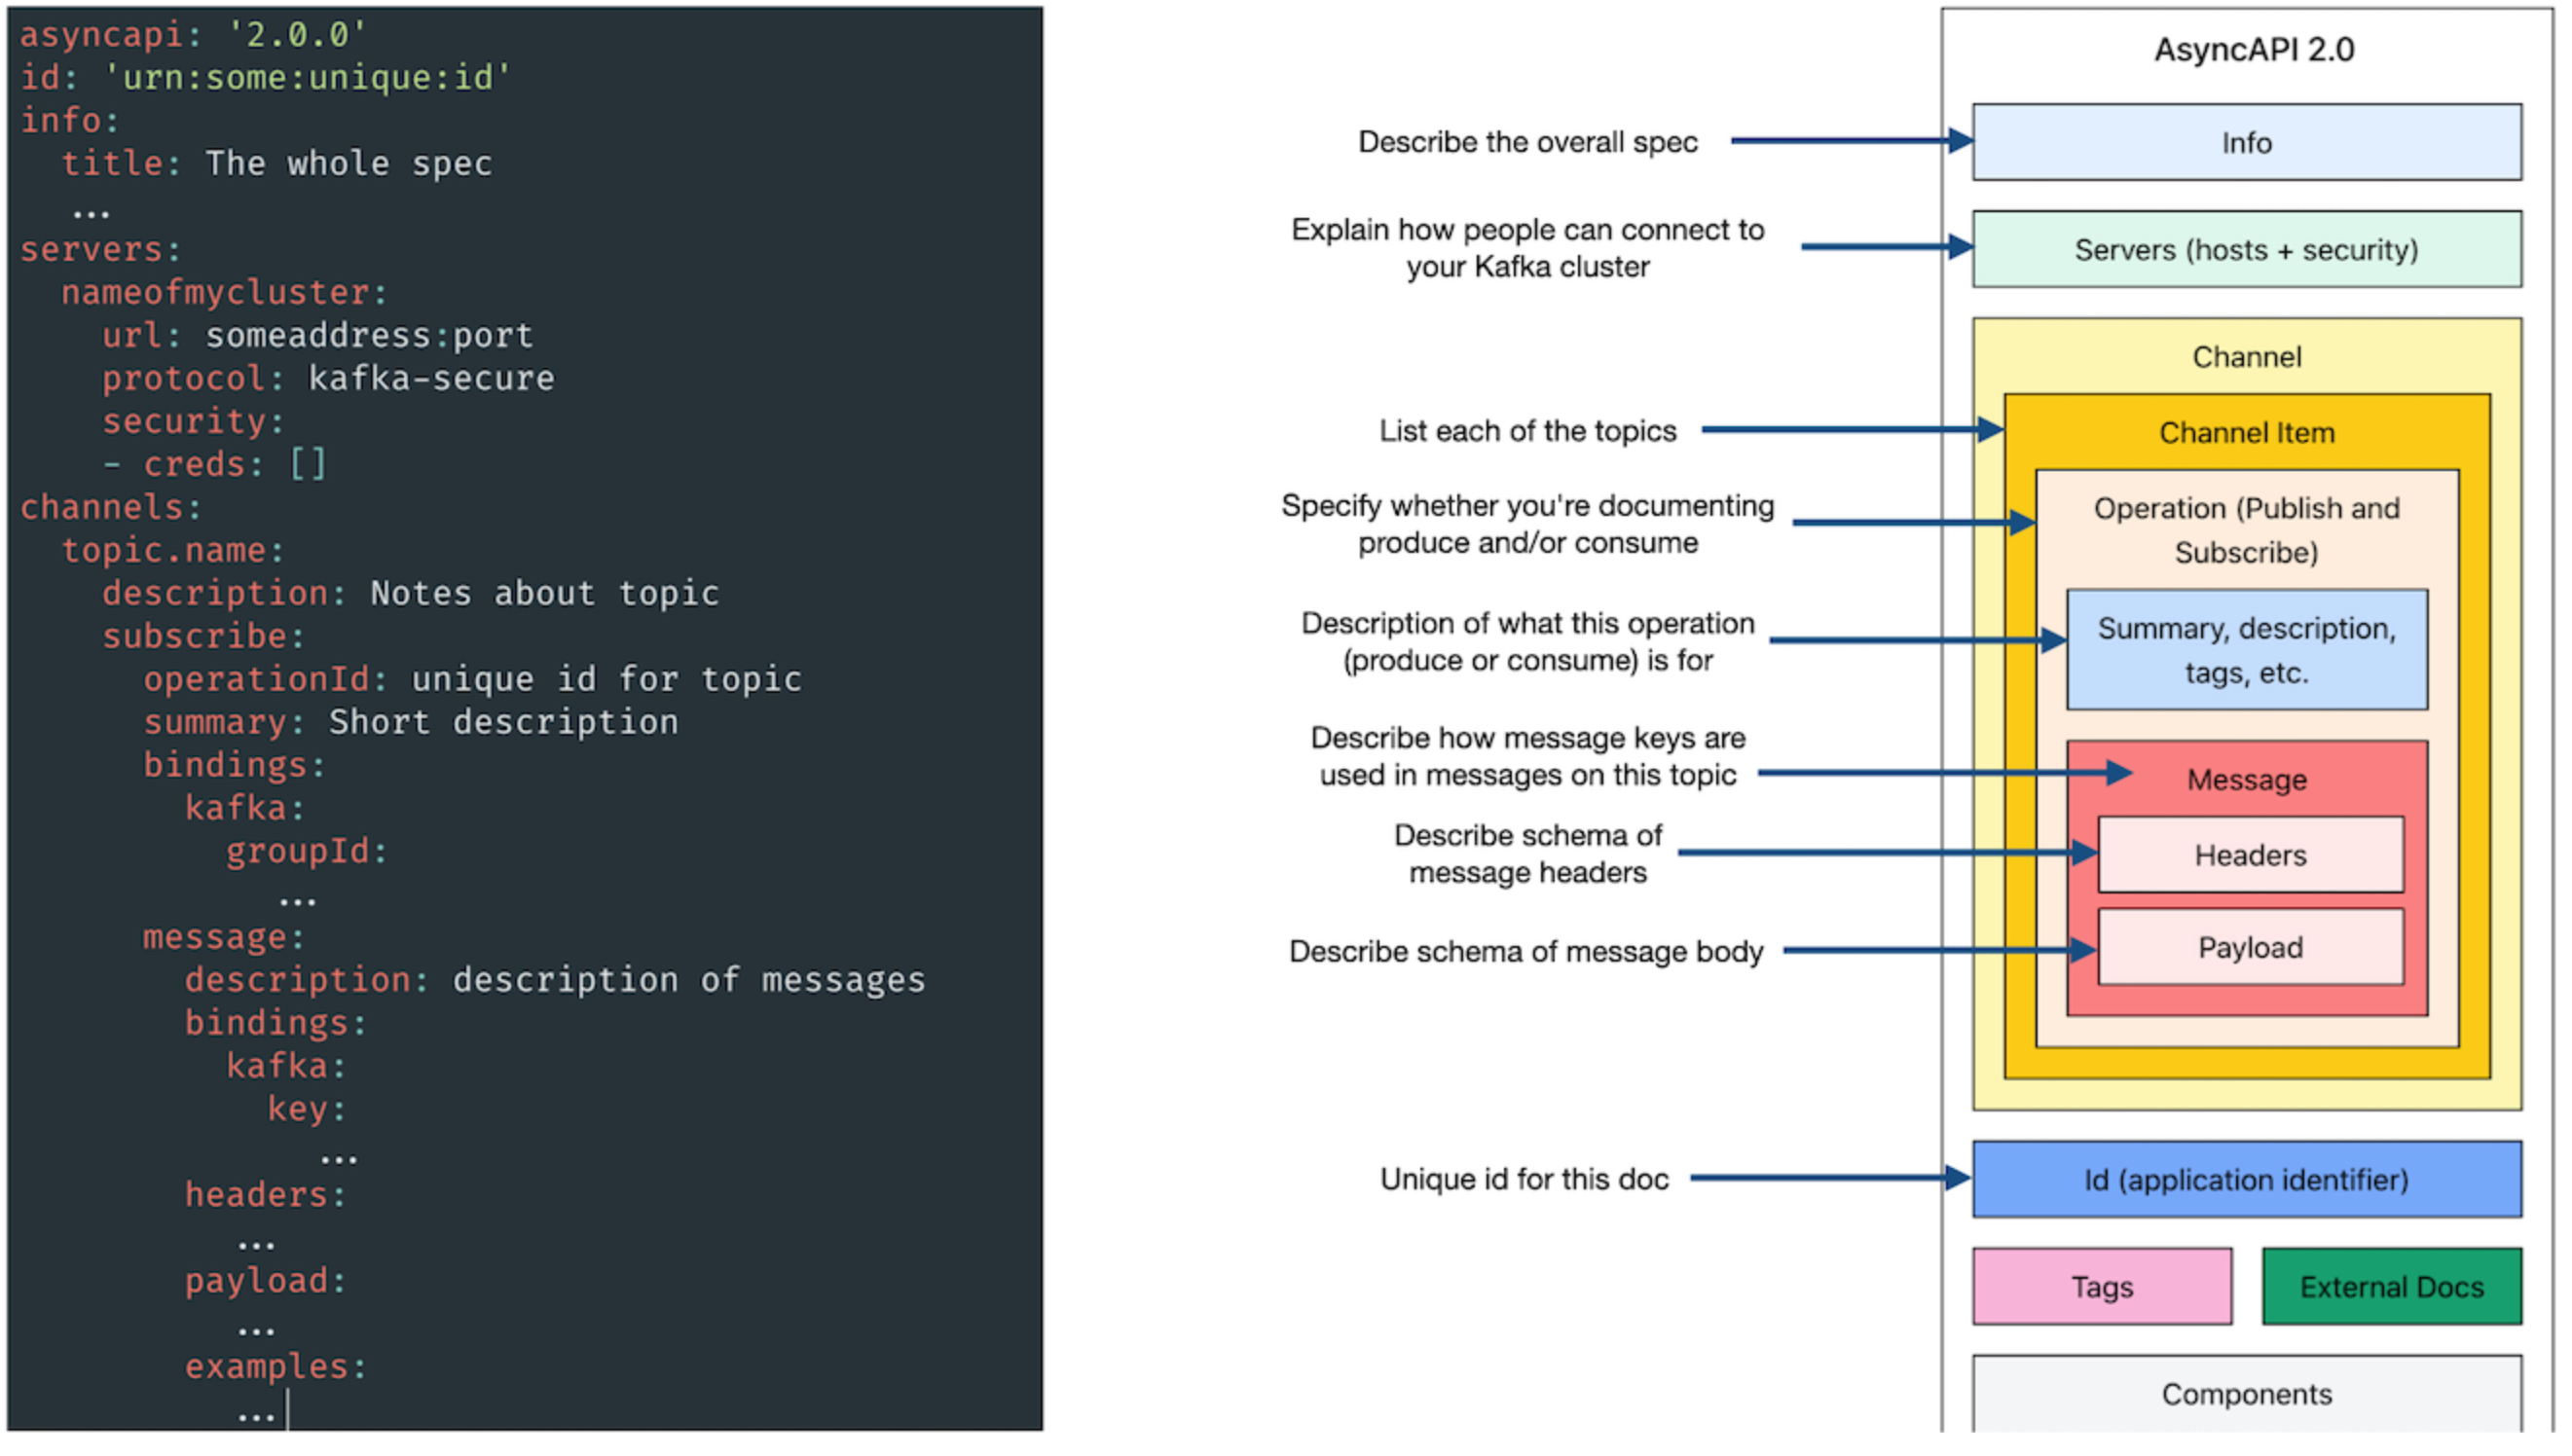 asyncapi: '2.0.0'
id: 'urn:some:unique:id'
info:
  title: The whole spec
  ...
servers:
  nameofmycluster:
    url: someaddress:port
    protocol: kafka-secure
    security:
    - creds: []
channels:
  topic.name:
    description: Notes about topic
    subscribe:
      operationId: unique id for topic
      summary: Short description
      bindings:
        kafka:
          groupId:
            ...
      message:
        description: description of messages
        bindings:
          kafka:
            key:
              ...
        headers:
          ...
        payload:
          ...
        examples:
          ...
AsyncAPI 2.0
Describe the overall spec
Info
Explain how people can connect to
your Kafka cluster
Servers (hosts + security)
Channel
List each of the topics
Channel Item
Specify whether you're documenting
produce and/or consume
Operation (Publish and
Subscribe)
Description of what this operation
(produce or consume) is for
Summary, description,
tags, etc.
Describe how message keys are
used in messages on this topic
Message
Describe schema of
message headers
Headers
Describe schema of message body
Payload
Unique id for this doc
Id (application identifier)
Tags
External Docs
Components